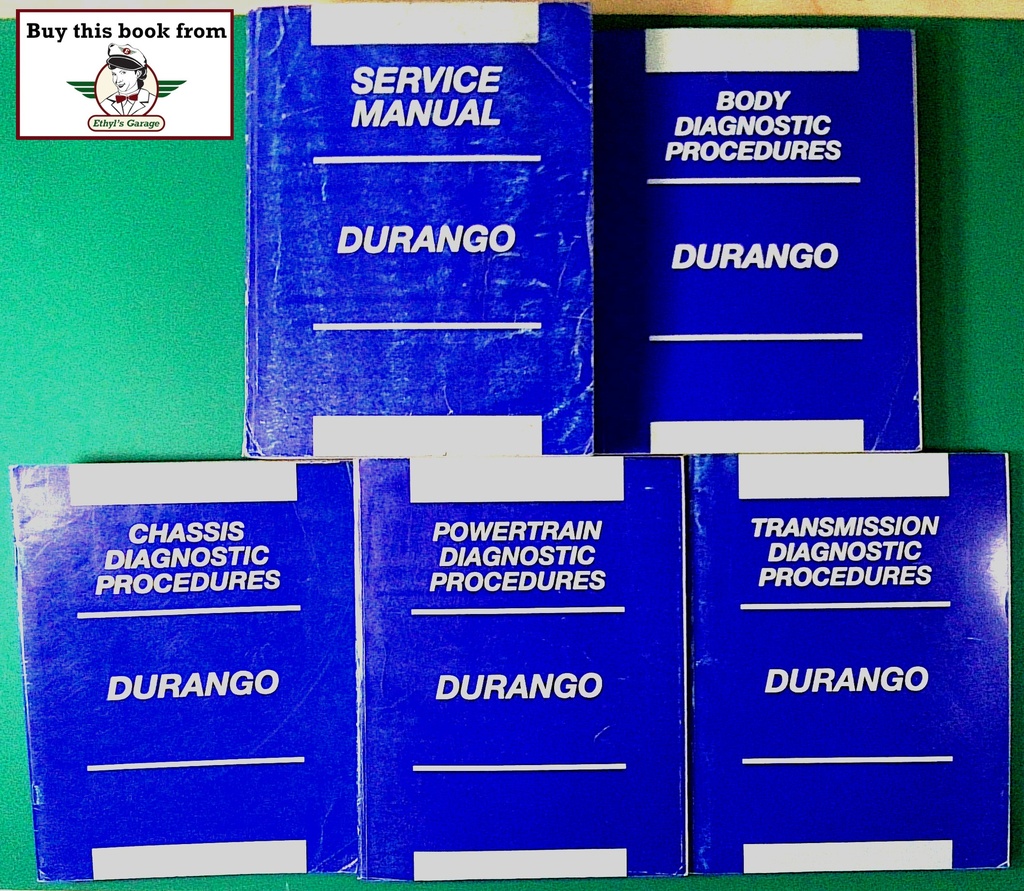 Buy this book from
Ethyl's Garage
SERVICE
MANUAL
DURANGO
BODY
DIAGNOSTIC
PROCEDURES
DURANGO
CHASSIS
DIAGNOSTIC
PROCEDURES
DURANGO
POWERTRAIN
DIAGNOSTIC
PROCEDURES
DURANGO
TRANSMISSION
DIAGNOSTIC
PROCEDURES
DURANGO